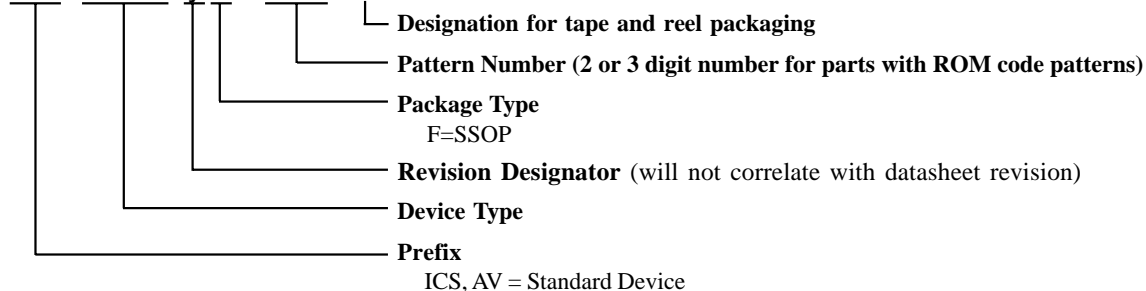 Designation for tape and reel packaging
Pattern Number (2 or 3 digit number for parts with ROM code patterns)
Package Type
F=SSOP
Revision Designator (will not correlate with datasheet revision)
Device Type
Prefix
ICS, AV = Standard Device